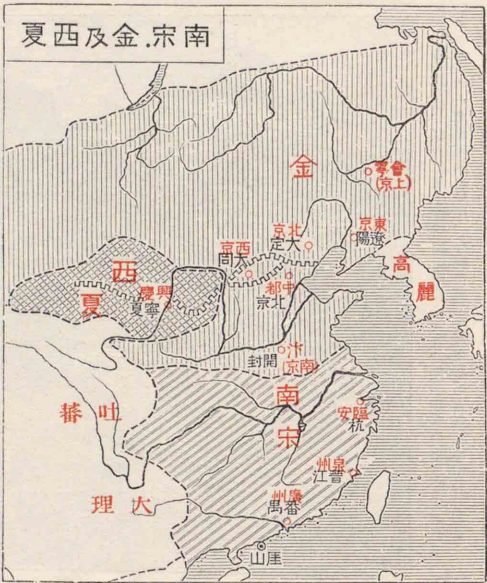 南宋.金及西夏
金
會寧
(上京)
東京
遼陽
北京
大定
西京
大同
中都
北京
高麗
西夏
興慶
寧夏
汴
(南京)
開封
南宋
臨安
杭
吐蕃
泉州
晉江
大理
廣州
番禺
崖山